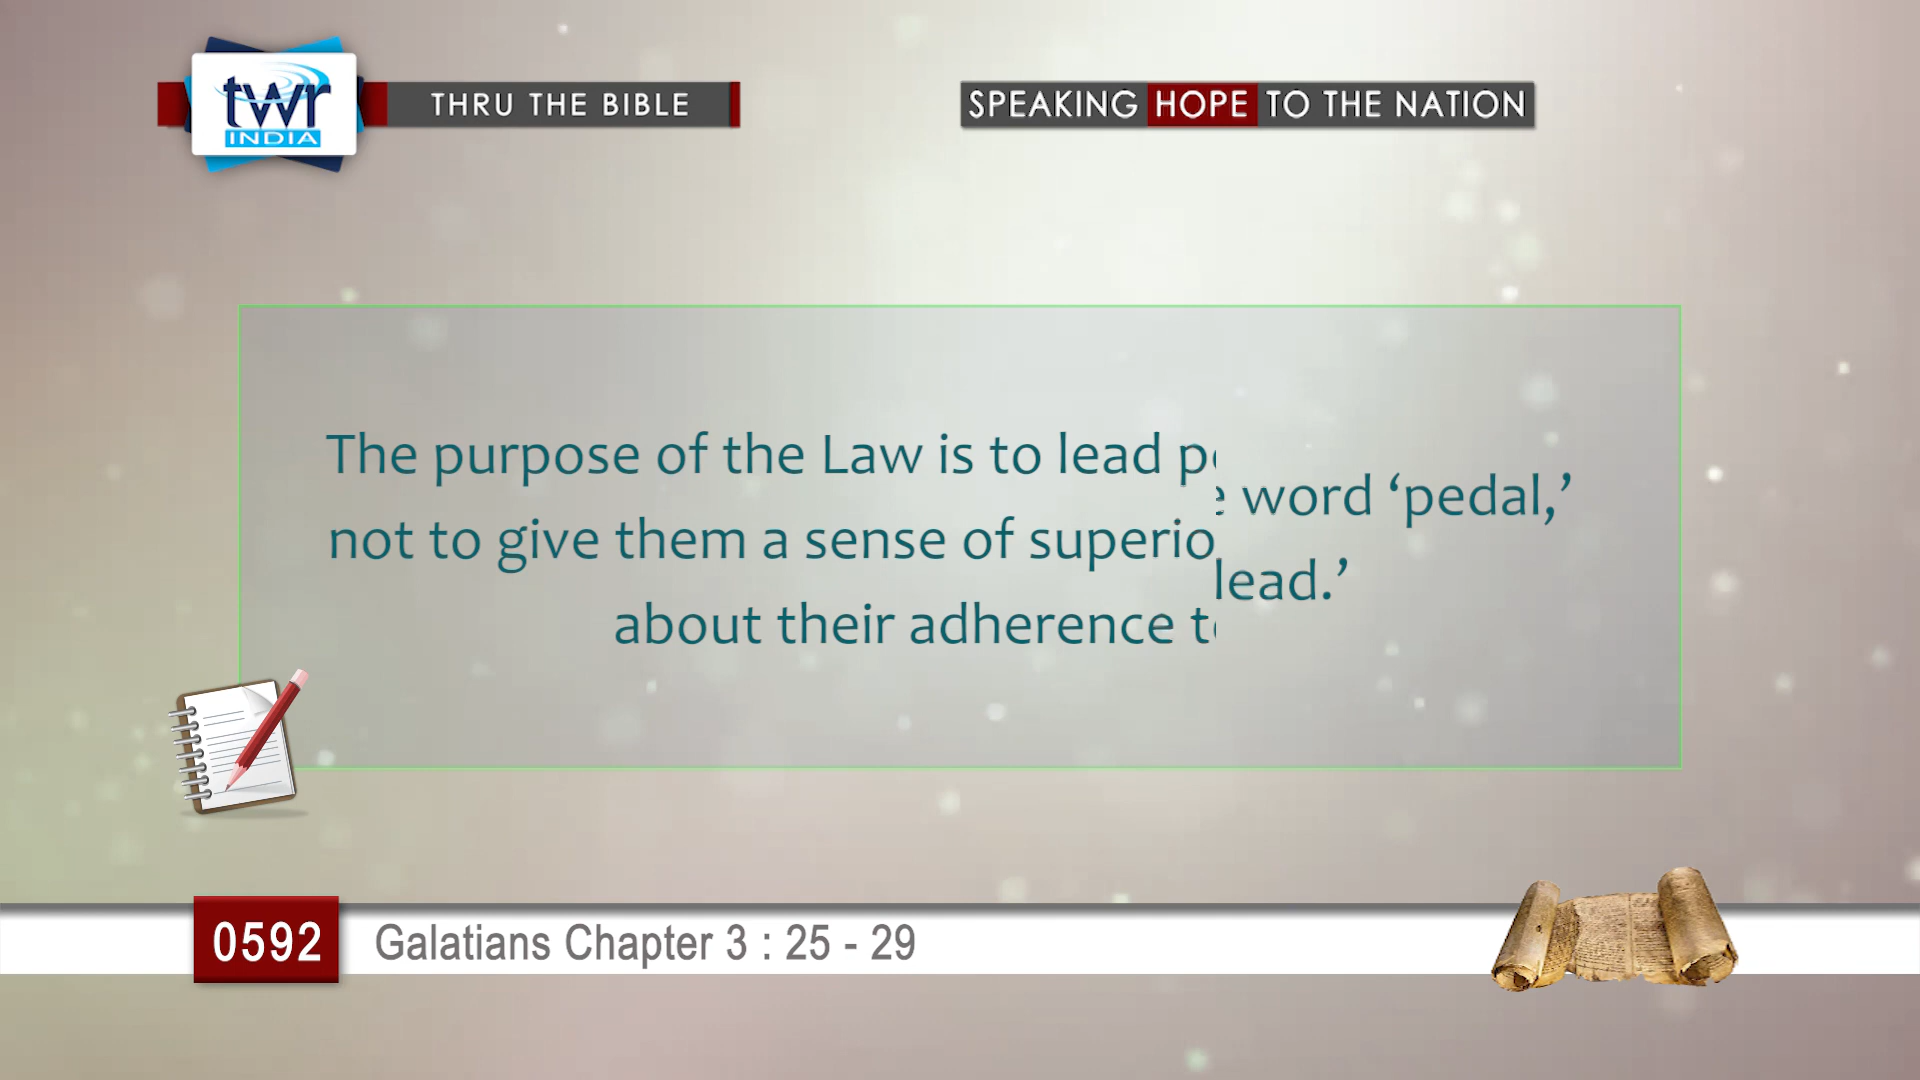 twr
INDIA
THRU THE BIBLE
SPEAKING HOPE TO THE NATION
The purpose of the Law is to lead
word ‘pedal,’
not to give them a sense of
lead.’
about their adherence
0592
Galatians Chapter 3 : 25 - 29